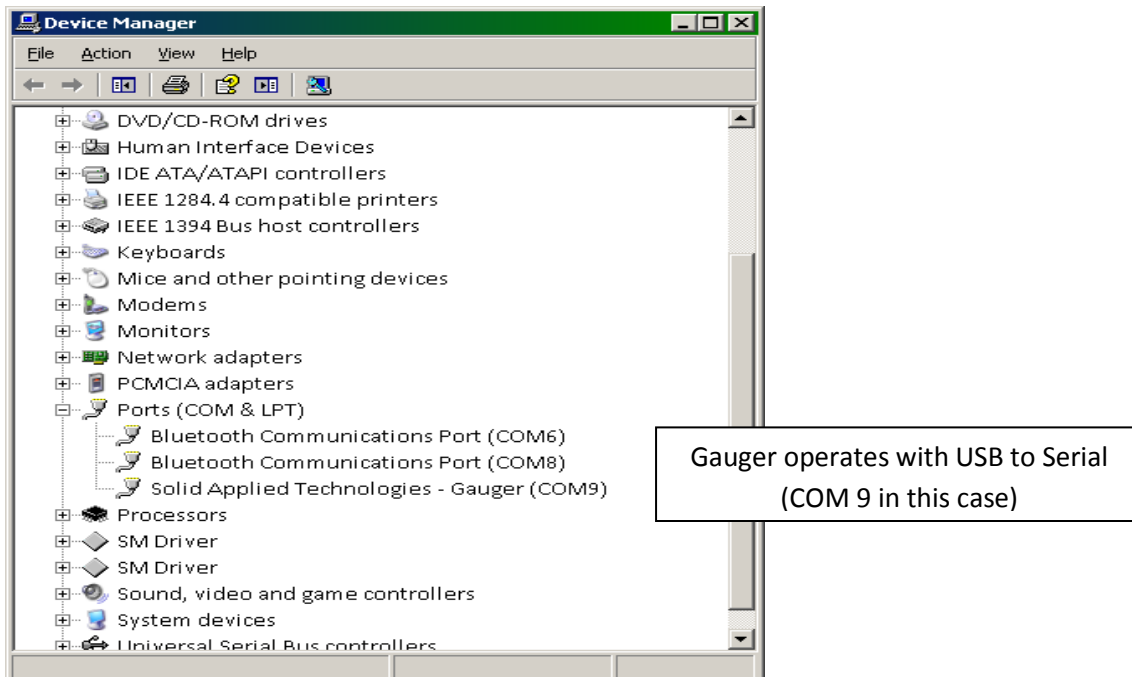 Device Manager
File Action View Help
DVD/CD-ROM drives
Human Interface Devices
IDE ATA/ATAPI controllers
IEEE 1284.4 compatible printers
IEEE 1394 Bus host controllers
Keyboards
Mice and other pointing devices
Modems
Monitors
Network adapters
PCMCIA adapters
Ports (COM & LPT)
Bluetooth Communications Port (COM6)
Bluetooth Communications Port (COM8)
Solid Applied Technologies - Gauger (COM9)
Gauger operates with USB to Serial
(COM 9 in this case)
Processors
SM Driver
SM Driver
Sound, video and game controllers
System devices
Universal Serial Bus controllers